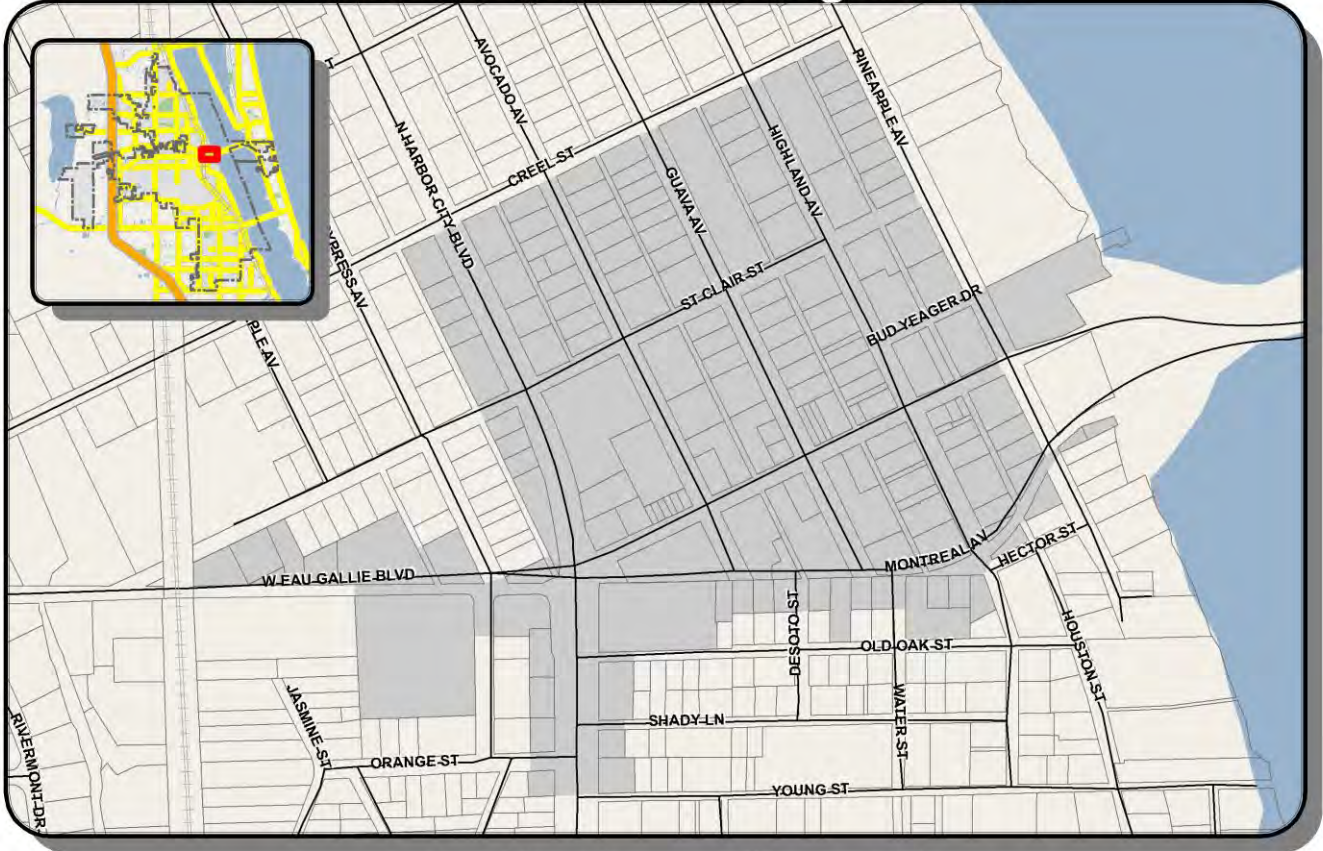 AVOCADO AV
PINEAPPLE AV
N HARBOR CITY BLVD
CREEL ST
HIGHLAND AV
GUAVA AV
YPRESS AV
ST CLAIR ST
BUD YEAGER DR
PLE AV
MONTREAL AV
HECTOR ST
W EAU GALLIE BLVD
DESOTO ST
HOUSTON ST
OLD OAK ST
JASMINE ST
WATER ST
SHADY LN
RIVERMONT DR
ORANGE ST
YOUNG ST